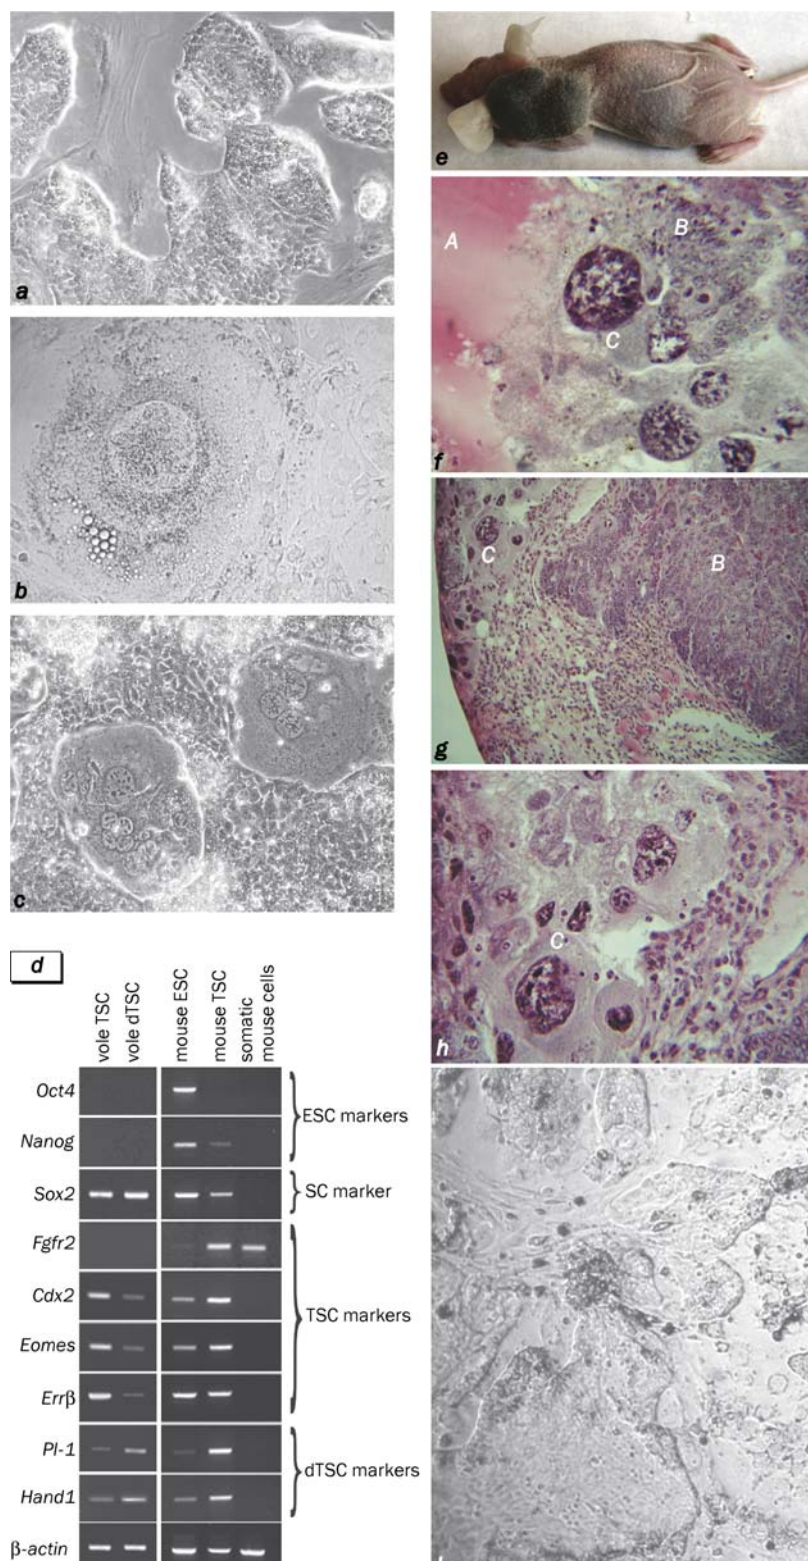 a
b
c
d
vole TSC
vole dTSC
mouse ESC
mouse TSC
somatic
mouse cells
Oct4
Nanog
ESC markers
Sox2
SC marker
Fgfr2
Cdx2
Eomes
Errβ
TSC markers
Pl-1
Hand1
dTSC markers
β-actin
e
A
B
C
f
C
B
g
C
h